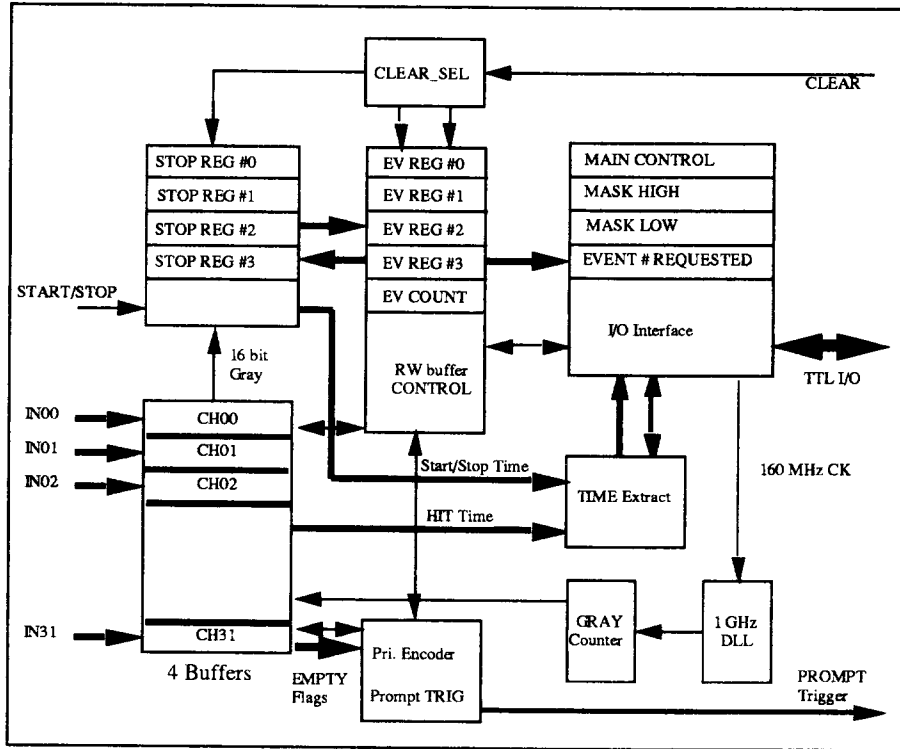 CLEAR_SEL
CLEAR
STOP REG #0
STOP REG #1
STOP REG #2
STOP REG #3
EV REG #0
EV REG #1
EV REG #2
EV REG #3
EV COUNT
RW buffer
CONTROL
MAIN CONTROL
MASK HIGH
MASK LOW
EVENT # REQUESTED
I/O Interface
START/STOP
TTL I/O
16 bit
Gray
IN00
CH00
IN01
CH01
IN02
CH02
Start/Stop Time
TIME Extract
160 MHz CK
HIT Time
IN31
CH31
4 Buffers
EMPTY
Flags
Pri. Encoder
Prompt TRIG
GRAY
Counter
1 GHz
DLL
PROMPT
Trigger